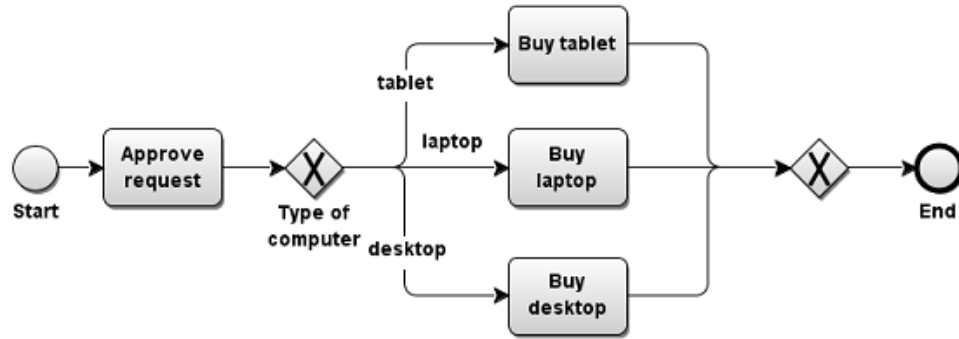 Buy tablet
tablet
laptop
Approve
request
Buy
laptop
Start
Type of
computer
End
desktop
Buy
desktop